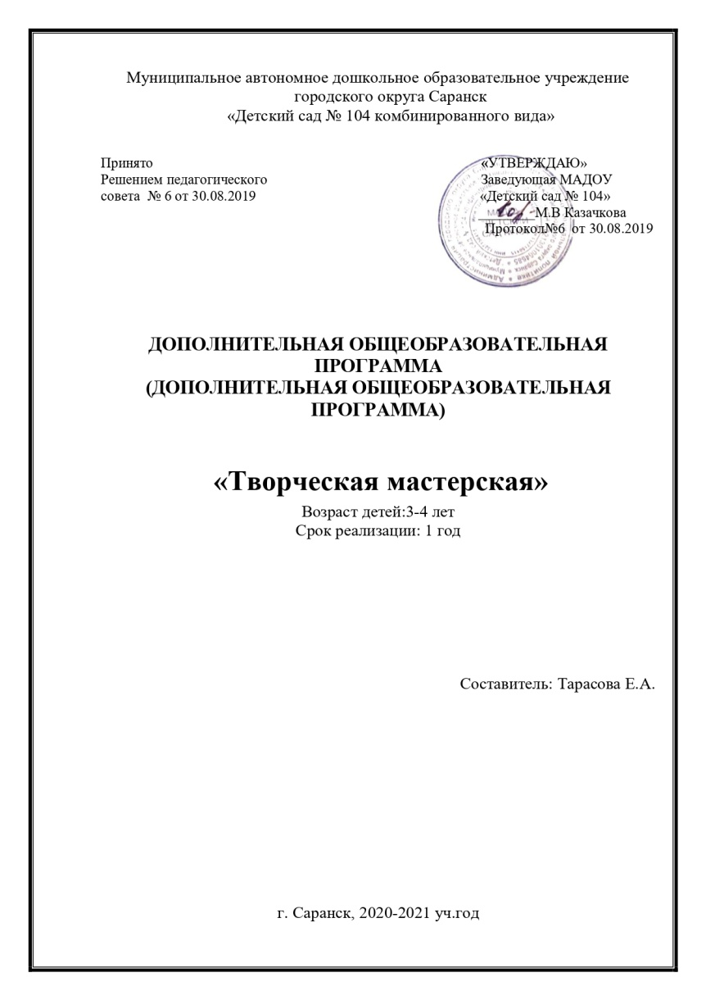 Муниципальное автономное дошкольное образовательное учреждение
городского округа Саранск
«Детский сад № 104 комбинированного вида»
Принято
Решением педагогического
совета № 6 от 30.08.2019
«УТВЕРЖДАЮ»
Заведующая МАДОУ
«Детский сад № 104»
М.В Казачкова
Протокол№6 от 30.08.2019
ДОПОЛНИТЕЛЬНАЯ ОБЩЕОБРАЗОВАТЕЛЬНАЯ
ПРОГРАММА
(ДОПОЛНИТЕЛЬНАЯ ОБЩЕОБРАЗОВАТЕЛЬНАЯ
ПРОГРАММА)
«Творческая мастерская»
Возраст детей:3-4 лет
Срок реализации: 1 год
Составитель: Тарасова Е.А.
г. Саранск, 2020-2021 уч.год